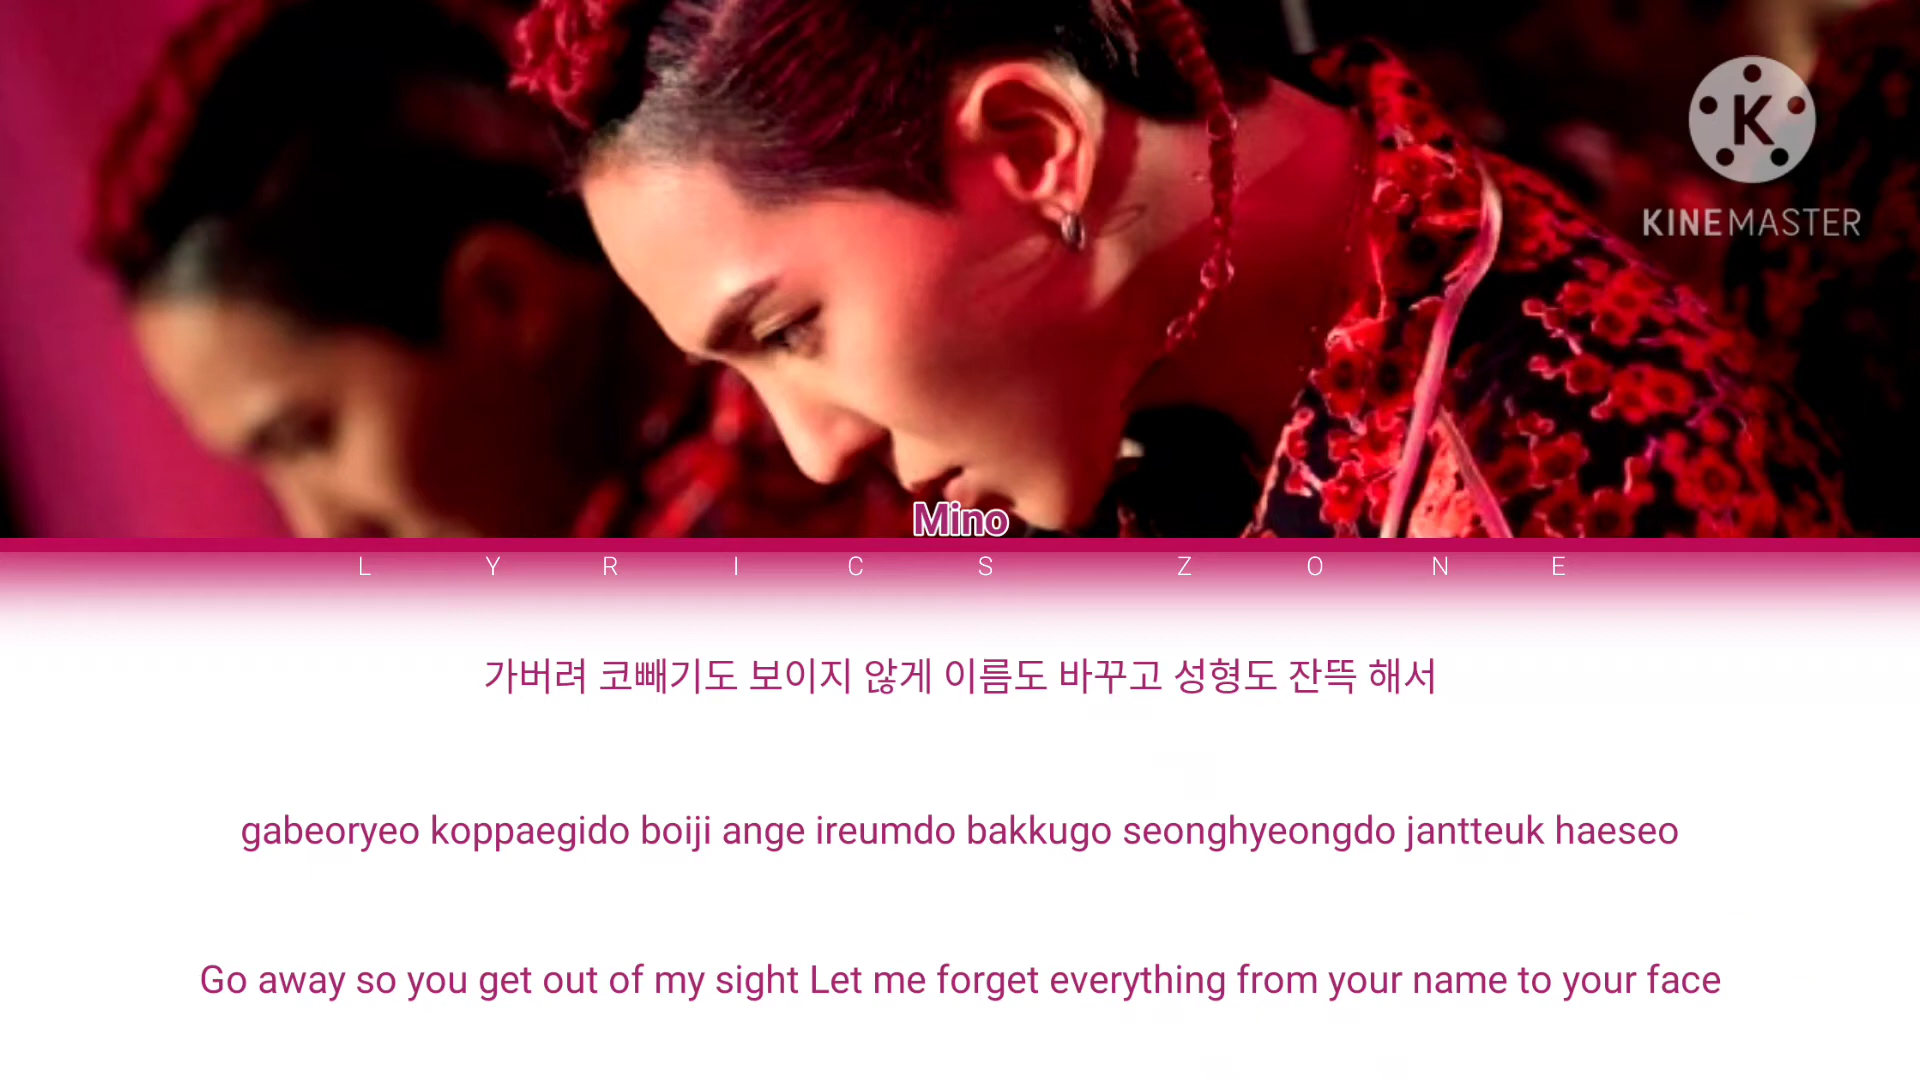 KINEMASTER
Mino
LYRICS ZONE
가버려 코빼기도 보이지 않게 이름도 바꾸고 성형도 잔뜩 해서
gabeoryeo koppaegido boiji ange ireumdo bakkugo seonghyeongdo jantteuk haeseo
Go away so you get out of my sight Let me forget everything from your name to your face